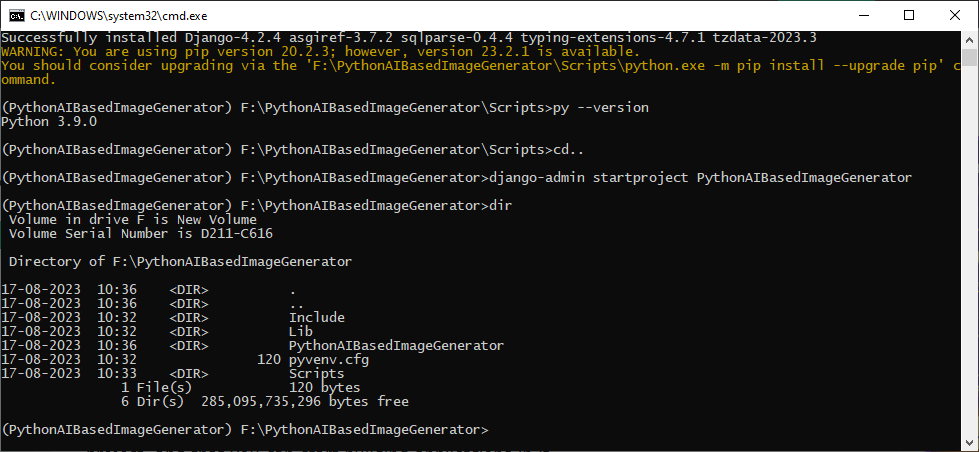 C:\WINDOWS\system32\cmd.exe
Successfully installed Django-4.2.4 asgiref-3.7.2 sqlparse-0.4.4 typing-extensions-4.7.1 tzdata-2023.3
WARNING: You are using pip version 20.2.3; however, version 23.2.1 is available.
You should consider upgrading via the 'F:\PythonAIBasedImageGenerator\Scripts\python.exe -m pip install --upgrade pip' c
ommand.
(PythonAIBasedImageGenerator) F:\PythonAIBasedImageGenerator\Scripts>py --version
Python 3.9.0
(PythonAIBasedImageGenerator) F:\PythonAIBasedImageGenerator\Scripts>cd..
(PythonAIBasedImageGenerator) F:\PythonAIBasedImageGenerator>django-admin startproject PythonAIBasedImageGenerator
(PythonAIBasedImageGenerator) F:\PythonAIBasedImageGenerator>dir
Volume in drive F is New Volume
Volume Serial Number is D211-C616
Directory of F:\PythonAIBasedImageGenerator
17-08-2023  10:36    <DIR>          .
17-08-2023  10:36    <DIR>          ..
17-08-2023  10:32    <DIR>          Include
17-08-2023  10:32    <DIR>          Lib
17-08-2023  10:36    <DIR>          PythonAIBasedImageGenerator
17-08-2023  10:32               120 pyvenv.cfg
17-08-2023  10:33    <DIR>          Scripts
1 File(s)            120 bytes
6 Dir(s)  285,095,735,296 bytes free
(PythonAIBasedImageGenerator) F:\PythonAIBasedImageGenerator>